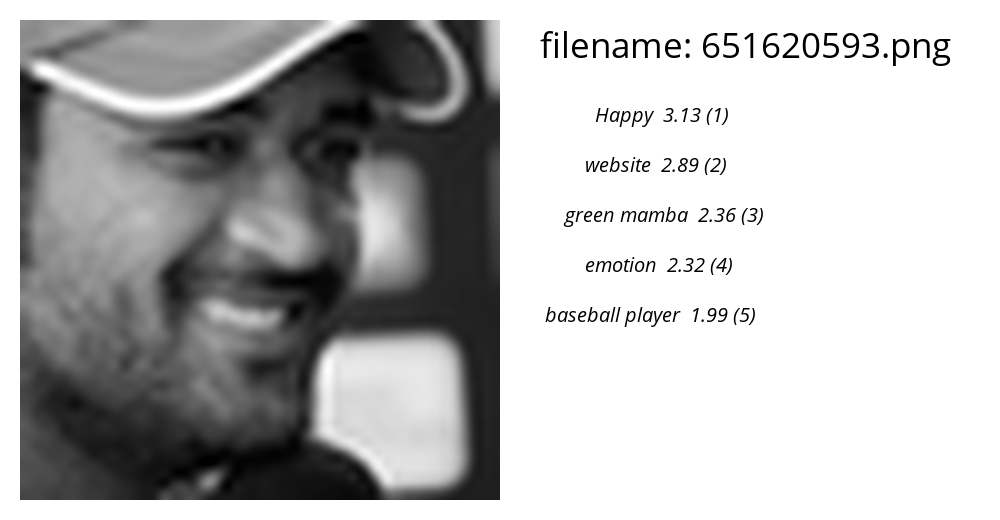 filename: 651620593.png
Happy 3.13 (1)
website 2.89 (2)
green mamba 2.36 (3)
emotion 2.32 (4)
baseball player 1.99 (5)